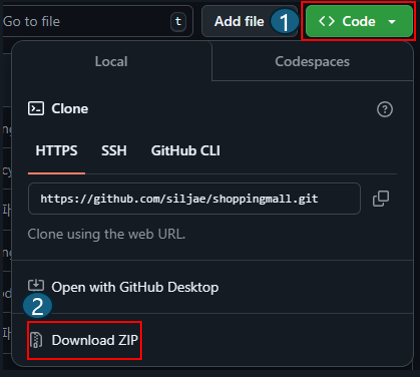 Go to file
t
Add file
1
<> Code
Local
Codespaces
Clone
?
HTTPS
SSH
GitHub CLI
https://github.com/siljae/shoppingmall.git
Clone using the web URL.
Open with GitHub Desktop
2
Download ZIP